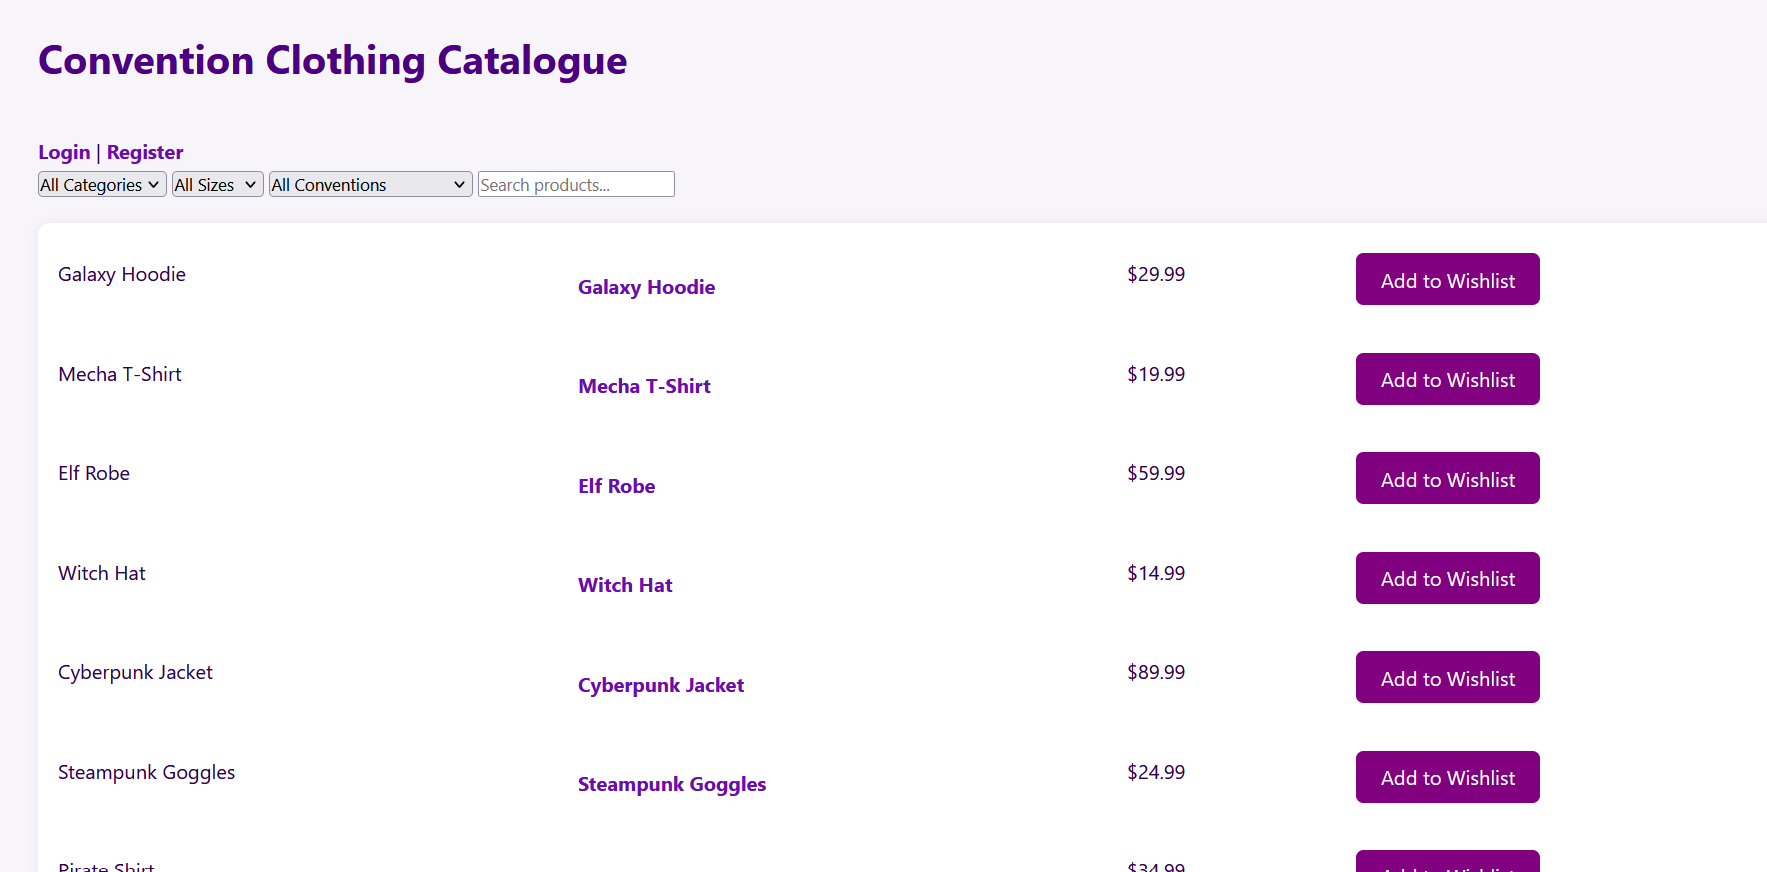 Convention Clothing Catalogue
Login | Register
All Categories All Sizes All Conventions Search products...
Galaxy Hoodie Galaxy Hoodie $29.99 Add to Wishlist
Mecha T-Shirt Mecha T-Shirt $19.99 Add to Wishlist
Elf Robe Elf Robe $59.99 Add to Wishlist
Witch Hat Witch Hat $14.99 Add to Wishlist
Cyberpunk Jacket Cyberpunk Jacket $89.99 Add to Wishlist
Steampunk Goggles Steampunk Goggles $24.99 Add to Wishlist
Pirate Shirt $34.99 Add to Wishlist